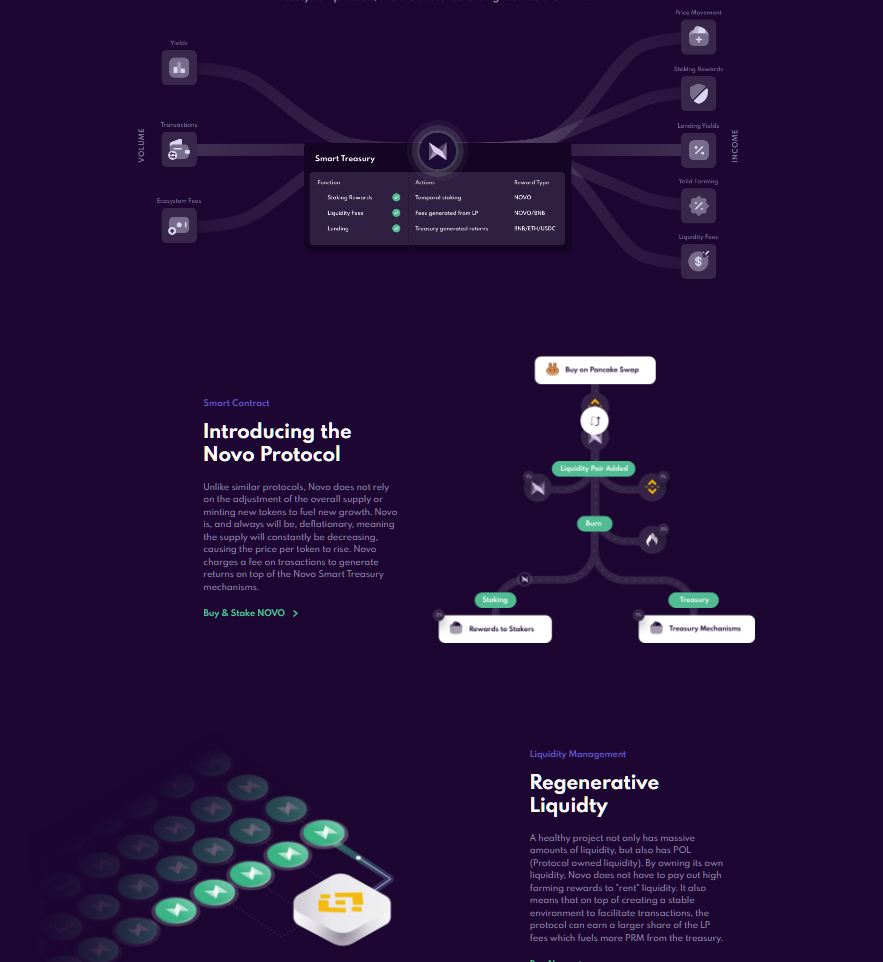 Price Movement
Yields
Staking Rewards
Transactions
Lending Yields
VOLUME
INCOME
Smart Treasury
Function
Actions
Reward Type
Staking Rewards
Temporal staking
NOVO
Liquidity Fees
Fees generated from LP
NOVO/BNB
Lending
Treasury generated returns
BNB/ETH/USDC
Yeild Farming
Ecosystem Fees
Liquidity Fees
$
Buy on Pancake Swap
Liquidity Pair Added
Burn
Staking
Treasury
Rewards to Stakers
Treasury Mechanisms
Smart Contract
Introducing the
Novo Protocol
Unlike similar protocols, Novo does not rely
on the adjustment of the overall supply or
minting new tokens to fuel new growth. Novo
is, and always will be, deflationary, meaning
the supply will constantly be decreasing,
causing the price per token to rise. Novo
charges a fee on trasactions to generate
returns on top of the Novo Smart Treasury
mechanisms.
Buy & Stake NOVO
Liquidity Management
Regenerative
Liquidty
A healthy project not only has massive
amounts of liquidity, but also has POL
(Protocol owned liquidity). By owning its own
liquidity, Novo does not have to pay out high
farming rewards to "rent" liquidity. It also
means that on top of creating a stable
environment to facilitate transactions, the
protocol can earn a larger share of the LP
fees which fuels more PRM from the treasury.